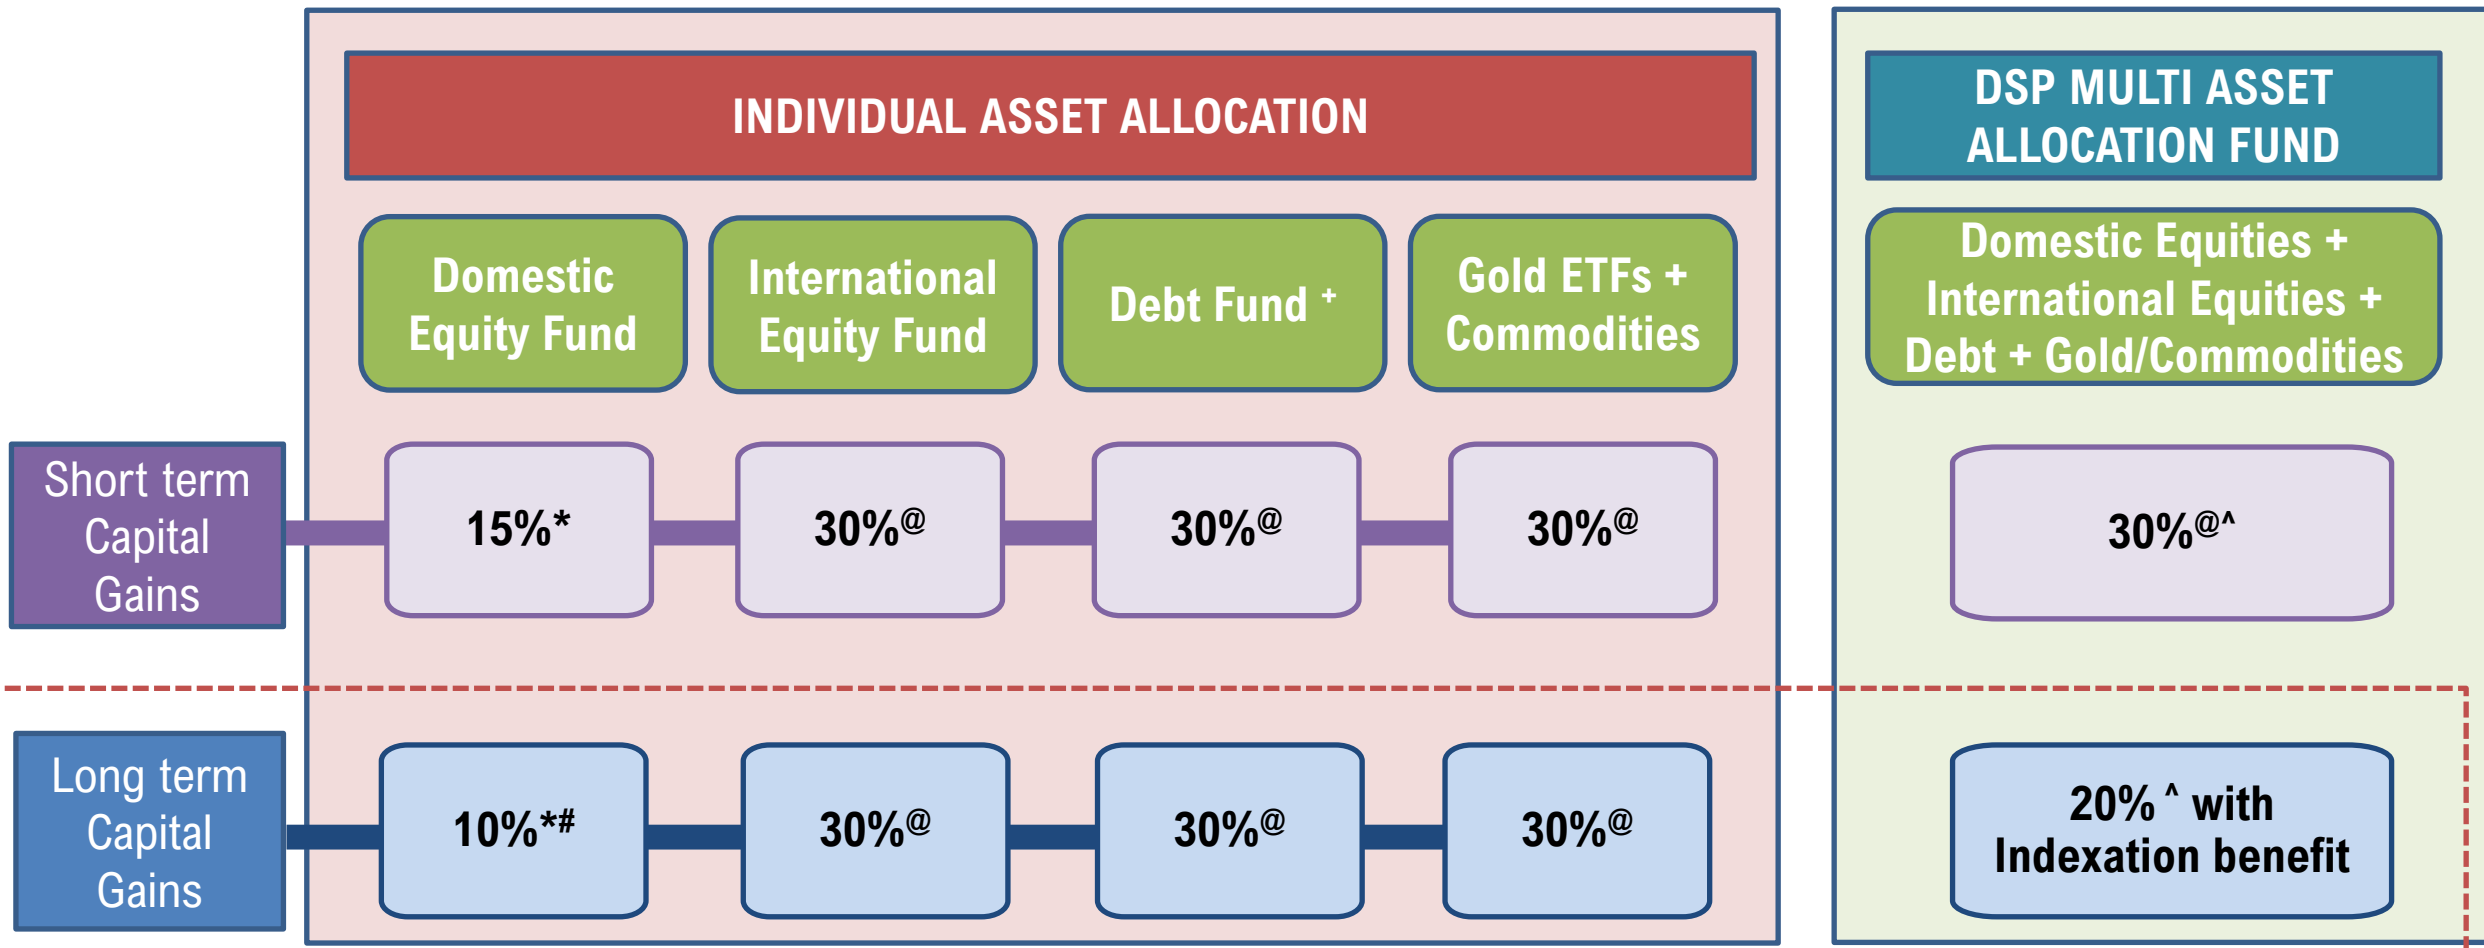 INDIVIDUAL ASSET ALLOCATION
DSP MULTI ASSET
ALLOCATION FUND
Domestic
Equity Fund
International
Equity Fund
Debt Fund +
Gold ETFs +
Commodities
Domestic Equities +
International Equities +
Debt + Gold/Commodities
Short term
Capital
Gains
15%*
30%@
30%@
30%@
30%@^
Long term
Capital
Gains
10%*#
30%@
30%@
30%@
20% ^ with
Indexation benefit